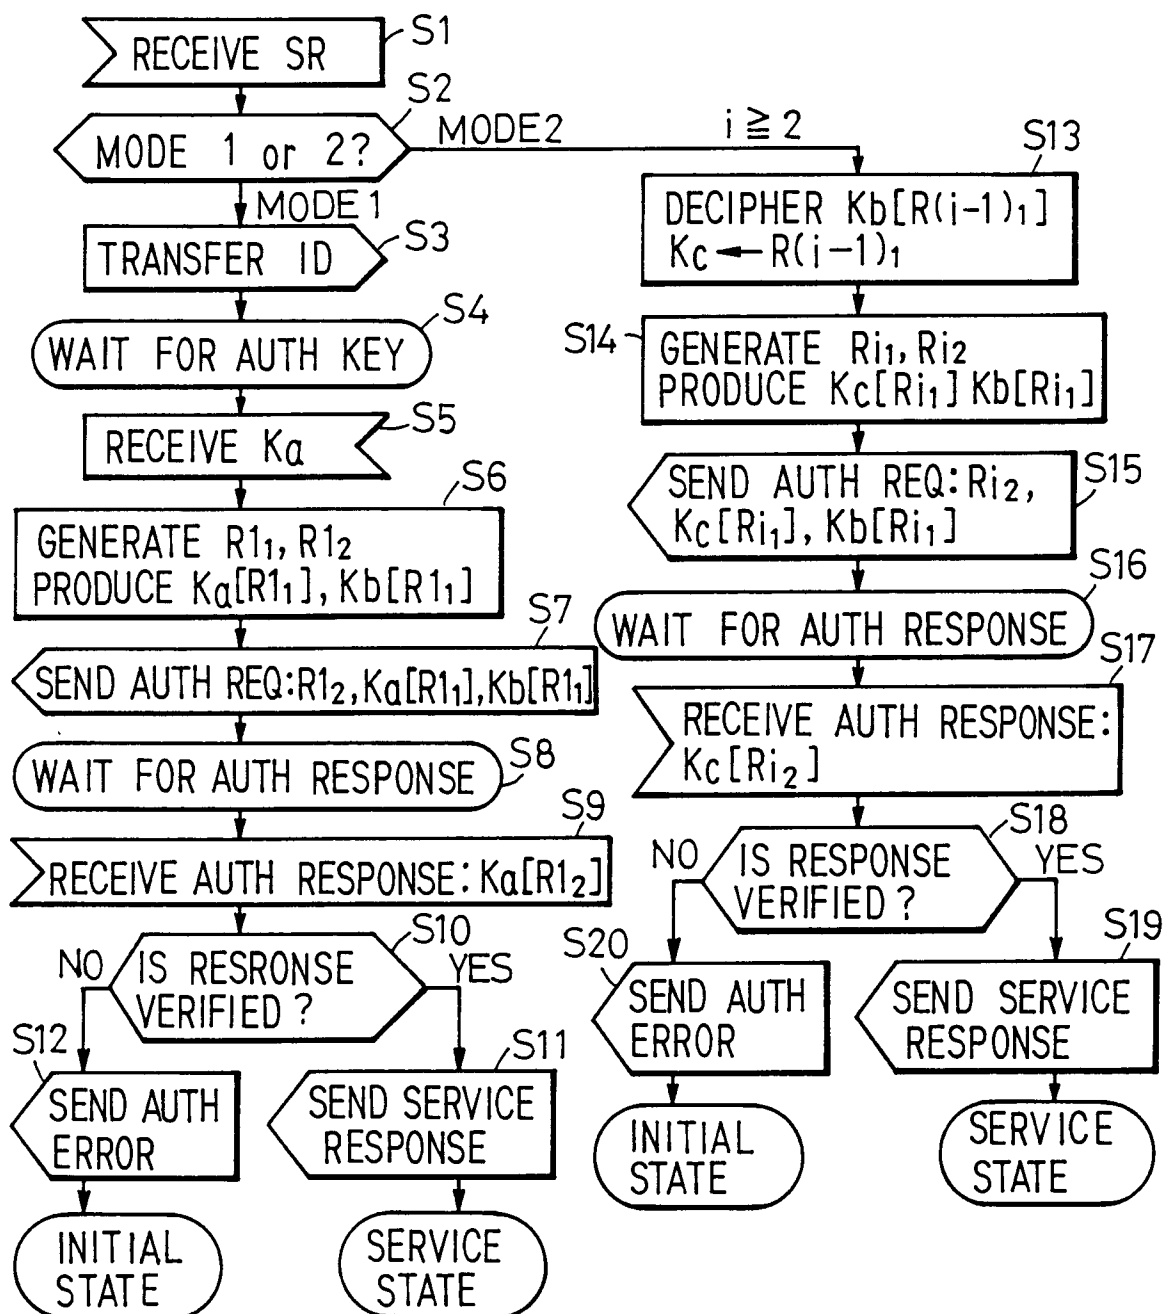 S1
RECEIVE SR
S2
MODE 1 or 2?
MODE2
i ≧ 2
MODE1
S3
TRANSFER ID
S4
WAIT FOR AUTH KEY
S5
RECEIVE Ka
S6
GENERATE R1₁, R1₂
PRODUCE Ka[R1₁], Kb[R1₁]
S7
SEND AUTH REQ:R1₂,Ka[R1₁],Kb[R1₁]
S8
WAIT FOR AUTH RESPONSE
S9
RECEIVE AUTH RESPONSE: Ka[R1₂]
S10
IS RESRONSE
VERIFIED ?
NO
YES
S12
SEND AUTH
ERROR
S11
SEND SERVICE
RESPONSE
INITIAL
STATE
SERVICE
STATE
S13
DECIPHER Kb[R(i-1)₁]
Kc ← R(i-1)₁
S14
GENERATE Ri₁, Ri₂
PRODUCE Kc[Ri₁] Kb[Ri₁]
S15
SEND AUTH REQ: Ri₂,
Kc[Ri₁], Kb[Ri₁]
S16
WAIT FOR AUTH RESPONSE
S17
RECEIVE AUTH RESPONSE:
Kc[Ri₂]
S18
IS RESPONSE
VERIFIED ?
NO
YES
S20
SEND AUTH
ERROR
S19
SEND SERVICE
RESPONSE
INITIAL
STATE
SERVICE
STATE